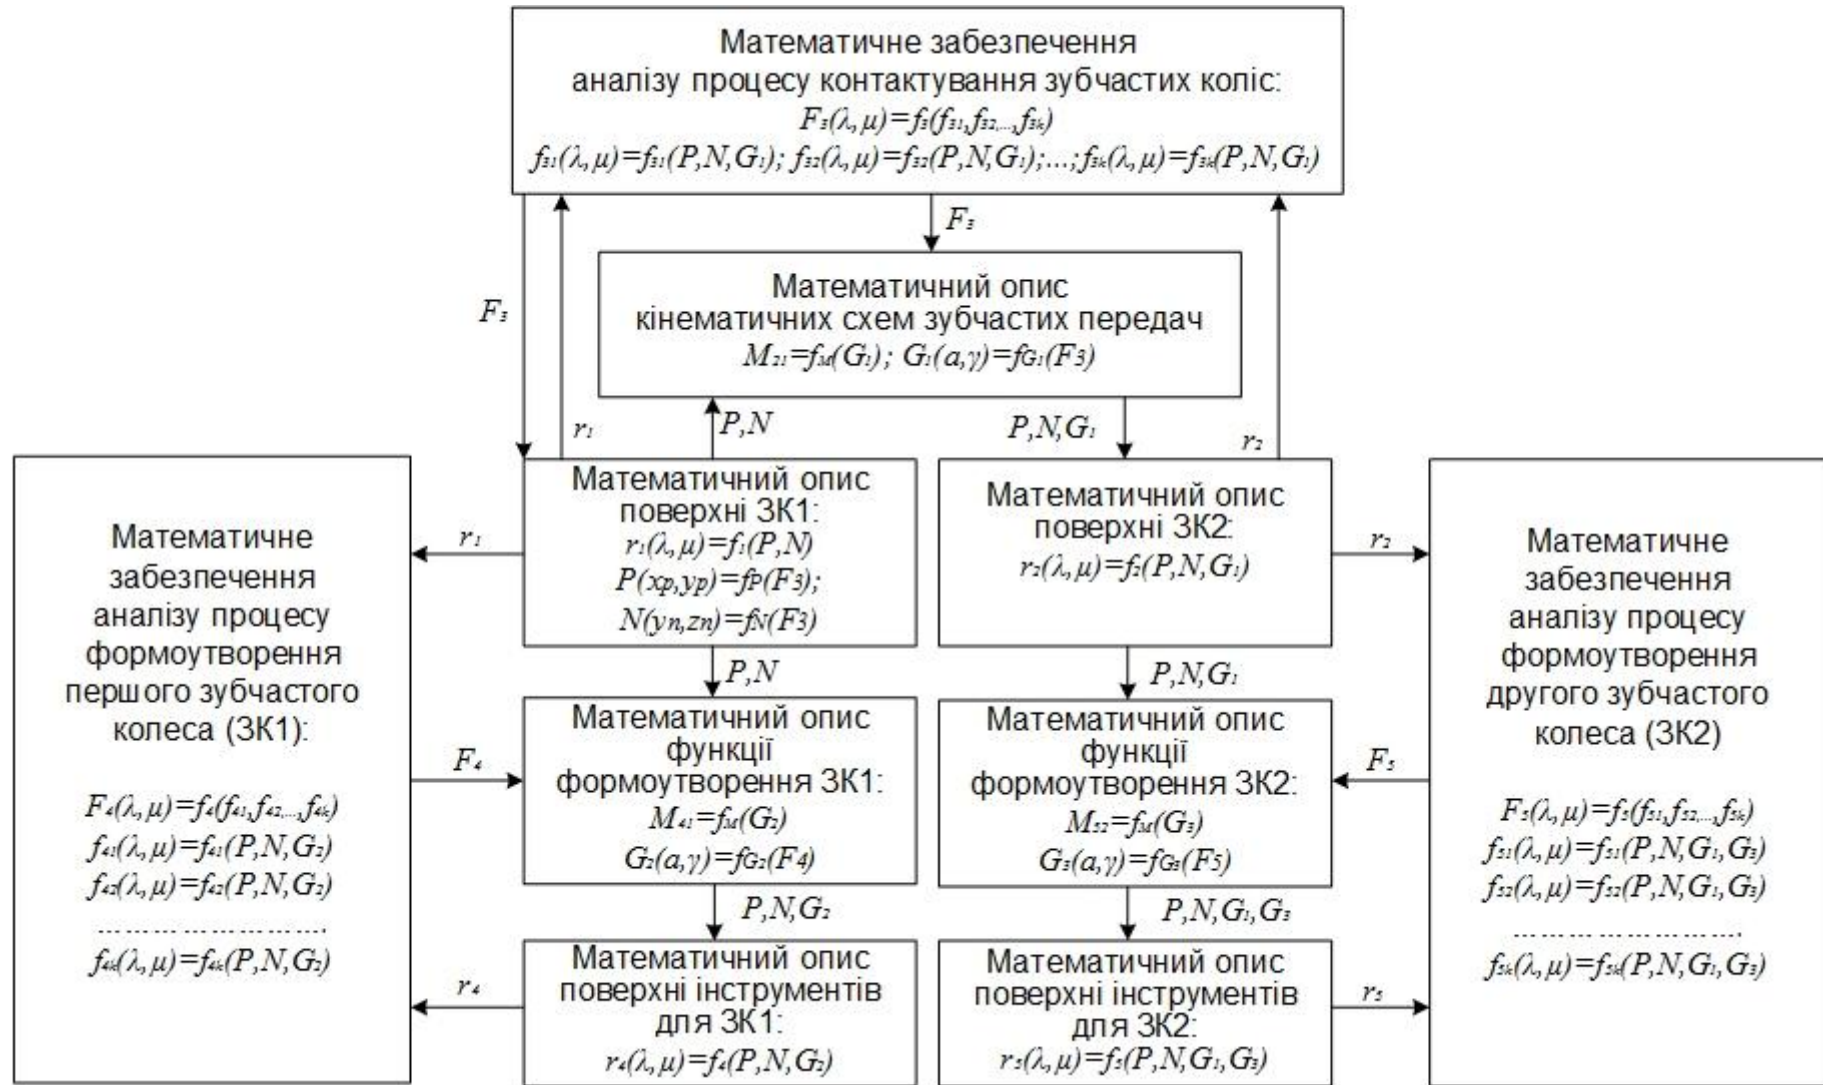 Математичне забезпечення
аналізу процесу контактування зубчастих коліс:
F₃(λ,μ)=f₃(f₃₁,f₃₂,...,f₃ₖ)
f₃₁(λ,μ)=f₃₁(P,N,G₁); f₃₂(λ,μ)=f₃₂(P,N,G₁);...;f₃ₖ(λ,μ)=f₃ₖ(P,N,G₁)
F₃
F₃
Математичний опис
кінематичних схем зубчастих передач
M₂₁=fм(G₁); G₁(a,γ)=fG₁(F3)
r₁
P,N
P,N,G₁
r₂
Математичне
забезпечення
аналізу процесу
формоутворення
першого зубчастого
колеса (ЗК1):
F₄(λ,μ)=f₄(f₄₁,f₄₂,...,f₄ₖ)
f₄₁(λ,μ)=f₄₁(P,N,G₂)
f₄₂(λ,μ)=f₄₂(P,N,G₂)
…………………….
f₄ₖ(λ,μ)=f₄ₖ(P,N,G₂)
r₁
Математичний опис
поверхні ЗК1:
r₁(λ,μ)=f₁(P,N)
P(xp,yp)=fP(F3);
N(yn,zn)=fN(F3)
Математичний опис
поверхні ЗК2:
r₂(λ,μ)=f₂(P,N,G₁)
r₂
P,N
P,N,G₁
F₄
Математичний опис
функції
формоутворення ЗК1:
M₄₁=fм(G₂)
G₂(a,γ)=fG₂(F4)
Математичний опис
функції
формоутворення ЗК2:
M₅₂=fм(G₃)
G₃(a,γ)=fG₃(F5)
F₅
P,N,G₂
P,N,G₁,G₃
r₄
Математичний опис
поверхні інструментів
для ЗК1:
r₄(λ,μ)=f₄(P,N,G₂)
Математичний опис
поверхні інструментів
для ЗК2:
r₅(λ,μ)=f₅(P,N,G₁,G₃)
r₅
Математичне
забезпечення
аналізу процесу
формоутворення
другого зубчастого
колеса (ЗК2)
F₅(λ,μ)=f₅(f₅₁,f₅₂,...,f₅ₖ)
f₅₁(λ,μ)=f₅₁(P,N,G₁,G₃)
f₅₂(λ,μ)=f₅₂(P,N,G₁,G₃)
…………………….
f₅ₖ(λ,μ)=f₅ₖ(P,N,G₁,G₃)